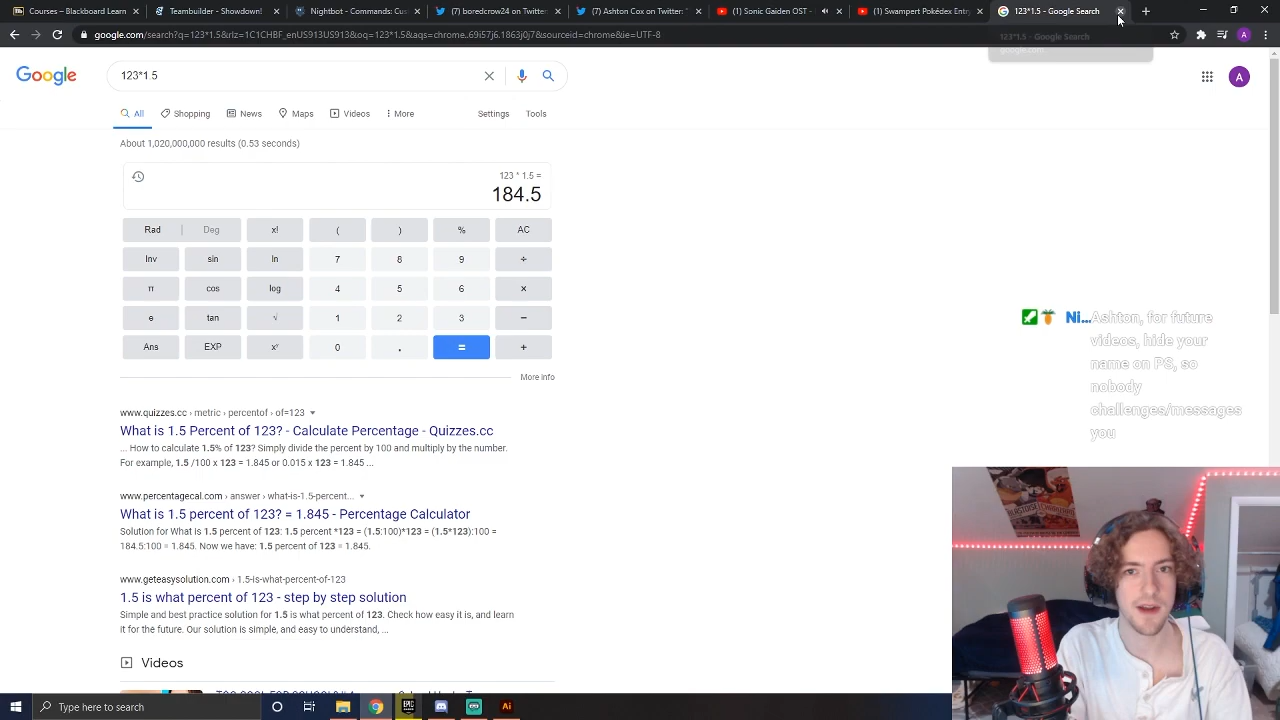 Courses – Blackboard Lear
Teambuilder - Showdown!
Nightbot - Commands: Cus
(7) boredcrow24 on Twitter
(7) Ashton Cox on Twitter: "
(1) Sonic Gaiden OST -
(1) Swampert Pokédex Entr
123*1.5 - Google Search
google.com/search?q=123*1.5&rlz=1C1CHBF_enUS913US913&oq=123*1.5&aqs=chrome..69i57j6.1863j0j7&sourceid=chrome&ie=UTF-8
A
123*1.5 - Google Search
google.com
Google
123*1.5
A
All
Shopping
News
Maps
Videos
More
Settings
Tools
About 1,020,000,000 results (0.53 seconds)
123 * 1.5 =
184.5
Rad | Deg x! ( ) % AC
Inv sin ln 7 8 9 ÷
π cos log 4 5 6 ×
e tan √ 1 2 3 −
Ans EXP xʸ 0 . = +
More info
www.quizzes.cc › metric › percentof › of=123
What is 1.5 Percent of 123? - Calculate Percentage - Quizzes.cc
... How to calculate 1.5% of 123? Simply divide the percent by 100 and multiply by the number.
For example, 1.5 /100 x 123 = 1.845 or 0.015 x 123 = 1.845 ...
www.percentagecal.com › answer › what-is-1.5-percent...
What is 1.5 percent of 123? = 1.845 - Percentage Calculator
Solution for What is 1.5 percent of 123: 1.5 percent *123 = (1.5:100)*123 = (1.5*123):100 =
184.5:100 = 1.845. Now we have: 1.5 percent of 123 = 1.845.
www.geteasysolution.com › 1.5-is-what-percent-of-123
1.5 is what percent of 123 - step by step solution
Simple and best practice solution for 1.5 is what percent of 123. Check how easy it is, and learn
it for the future. Our solution is simple, and easy to understand, ...
Videos
Ni...Ashton, for future
videos, hide your
name on PS, so
nobody
challenges/messages
you
Type here to search
EPIC
Ai